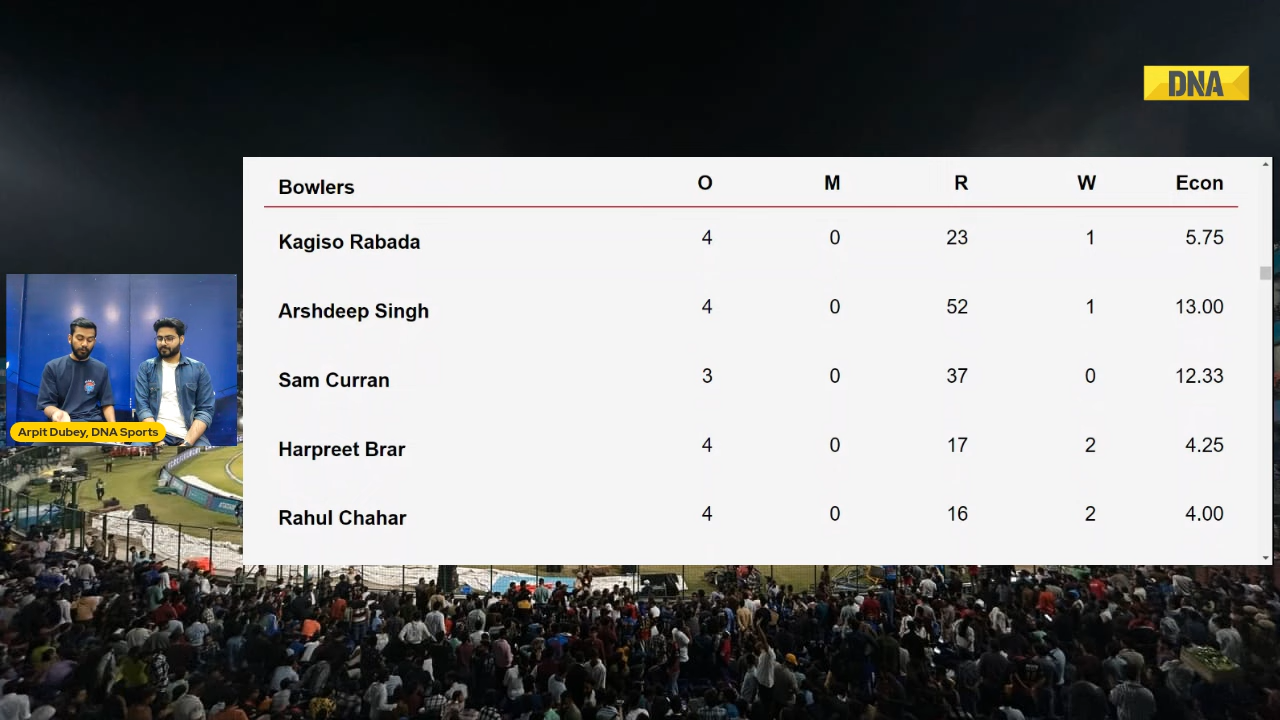 DNA
Bowlers O M R W Econ
Kagiso Rabada 4 0 23 1 5.75
Arshdeep Singh 4 0 52 1 13.00
Sam Curran 3 0 37 0 12.33
Harpreet Brar 4 0 17 2 4.25
Rahul Chahar 4 0 16 2 4.00
Arpit Dubey, DNA Sports